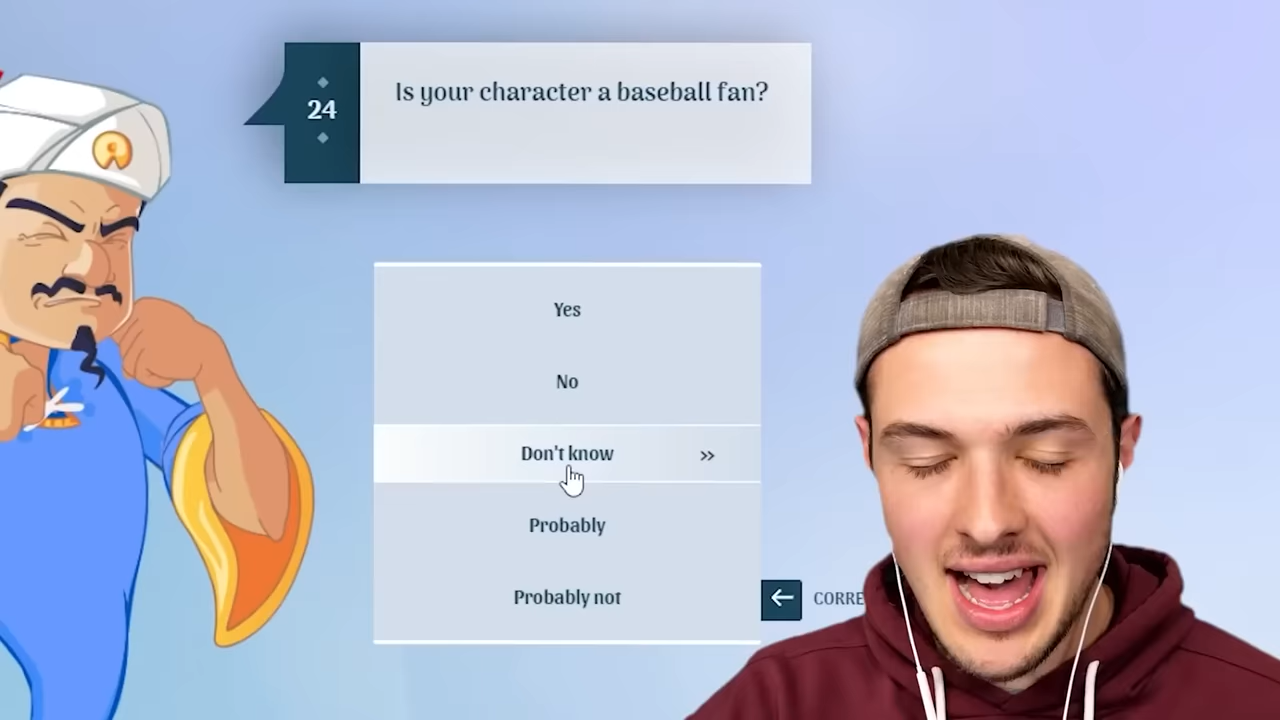 24
Is your character a baseball fan?
Yes
No
Don't know
Probably
Probably not
CORRE